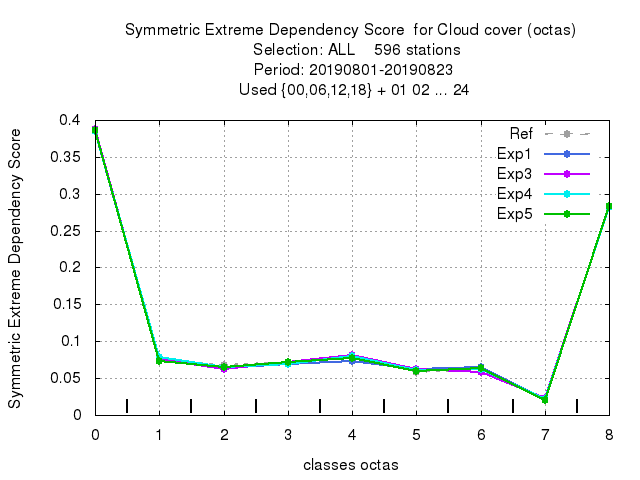 Symmetric Extreme Dependency Score  for Cloud cover (octas)
Selection: ALL    596 stations
Period: 20190801-20190823
Used {00,06,12,18} + 01 02 ... 24
Symmetric Extreme Dependency Score
0.4
0.35
0.3
0.25
0.2
0.15
0.1
0.05
0
Ref
Exp1
Exp3
Exp4
Exp5
0 1 2 3 4 5 6 7 8
classes octas